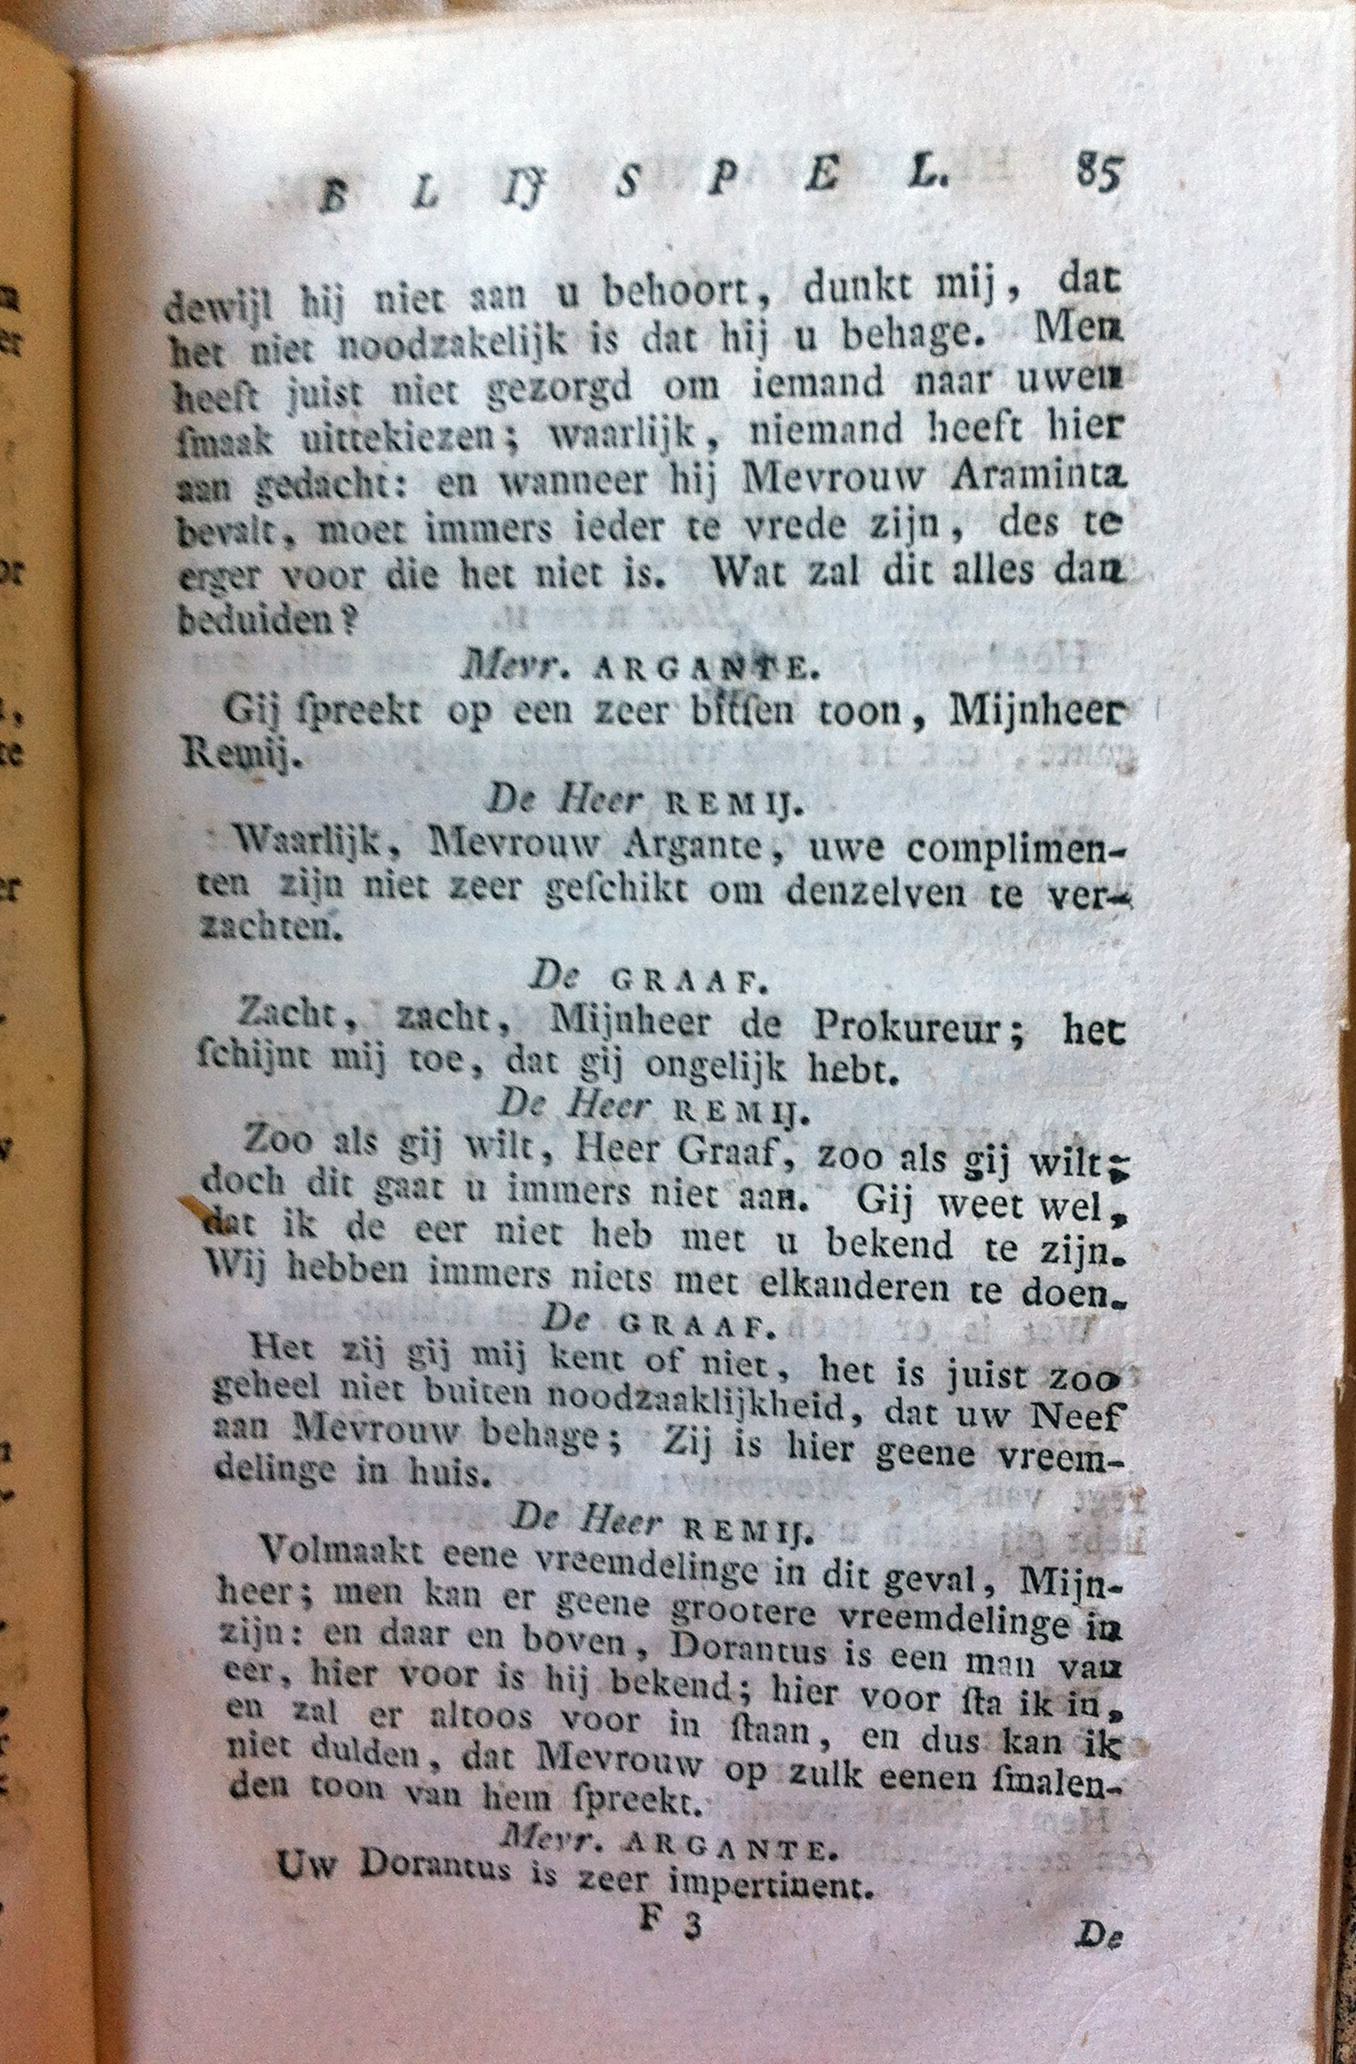 B L IJ S P E L. 85
dewijl hij niet aan u behoort, dunkt mij, dat
het niet noodzakelijk is dat hij u behage. Men
heeft juist niet gezorgd om iemand naar uwen
ſmaak uittekiezen; waarlijk, niemand heeft hier
aan gedacht: en wanneer hij Mevrouw Araminta
bevalt, moet immers ieder te vrede zijn, des te
erger voor die het niet is. Wat zal dit alles dan
beduiden?
Mevr. ARGANTE.
Gij ſpreekt op een zeer bitſen toon, Mijnheer
Remij.
De Heer REMIJ.
Waarlijk, Mevrouw Argante, uwe complimen-
ten zijn niet zeer geſchikt om denzelven te ver-
zachten.
De GRAAF.
Zacht, zacht, Mijnheer de Prokureur; het
ſchijnt mij toe, dat gij ongelijk hebt.
De Heer REMIJ.
Zoo als gij wilt, Heer Graaf, zoo als gij wilt;
doch dit gaat u immers niet aan. Gij weet wel,
dat ik de eer niet heb met u bekend te zijn.
Wij hebben immers niets met elkanderen te doen.
De GRAAF.
Het zij gij mij kent of niet, het is juist zoo
geheel niet buiten noodzaaklijkheid, dat uw Neef
aan Mevrouw behage; Zij is hier geene vreem-
delinge in huis.
De Heer REMIJ.
Volmaakt eene vreemdelinge in dit geval, Mijn-
heer; men kan er geene grootere vreemdelinge in
zijn: en daar en boven, Dorantus is een man van
eer, hier voor is hij bekend; hier voor ſta ik in,
en zal er altoos voor in ſtaan, en dus kan ik
niet dulden, dat Mevrouw op zulk eenen ſmalen-
den toon van hem ſpreekt.
Mevr. ARGANTE.
Uw Dorantus is zeer impertinent.
F 3
De